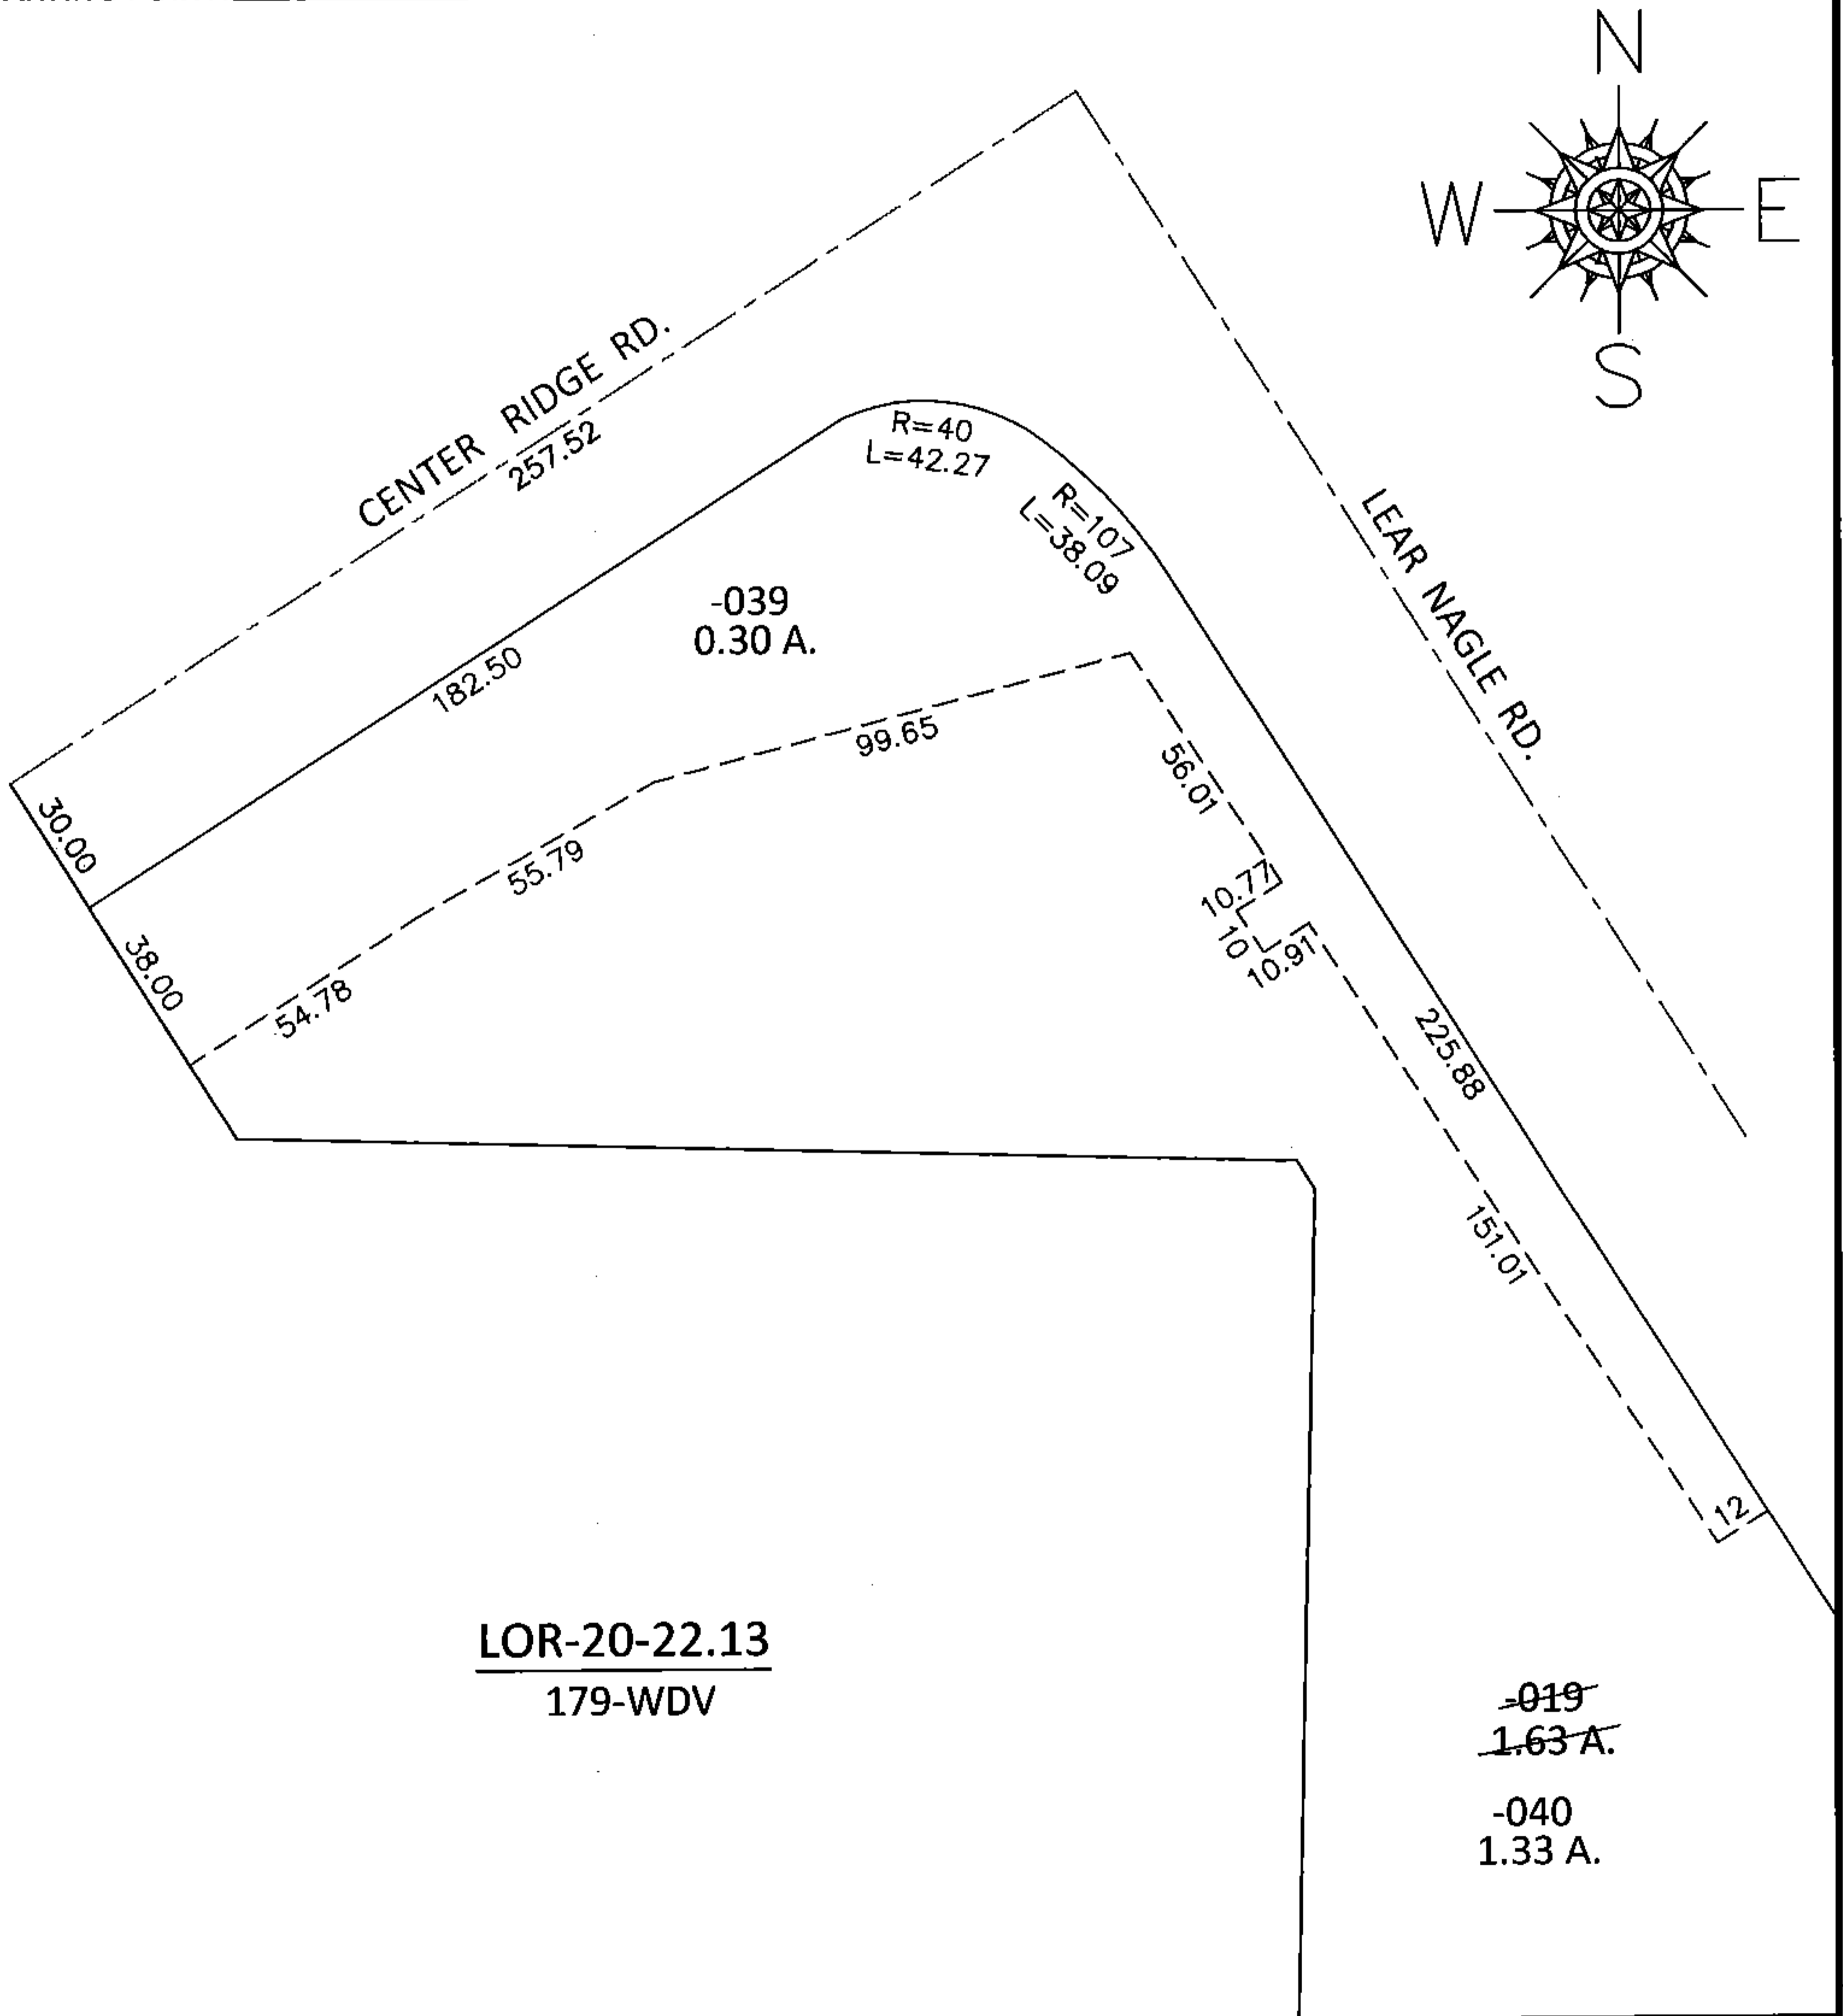 N
W E
S
CENTER RIDGE RD.
257.52
R=40
L=42.27
R=107
L=38.09
LEAR NAGLE RD.
-039
0.30 A.
182.50
99.65
56.01
30.00
55.79
10.77
10
10.91
38.00
54.78
225.88
151.01
12
LOR-20-22.13
179-WDV
-019
1.63 A.
-040
1.33 A.